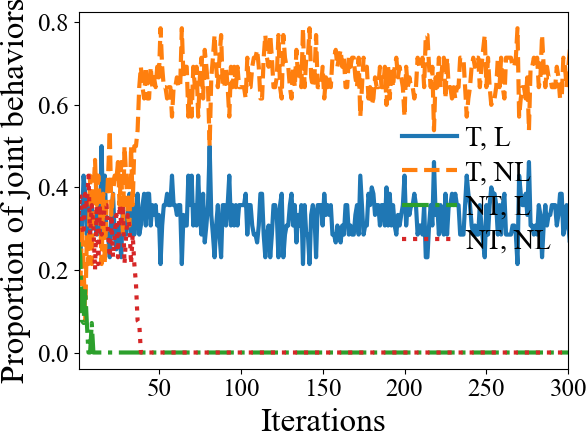 Proportion of joint behaviors
0.8
0.6
0.4
0.2
0.0
T, L
T, NL
NT, L
NT, NL
50
100
150
200
250
300
Iterations